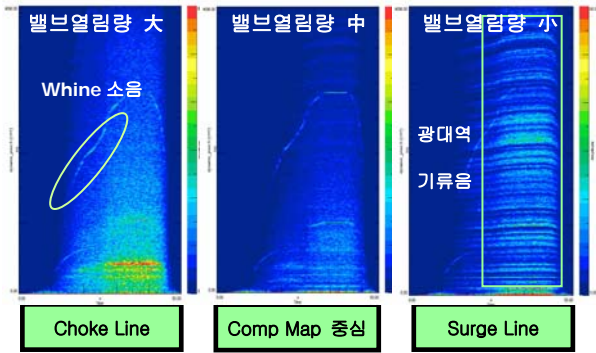 밸브열림량 大
밸브열림량 中
밸브열림량 小
Whine 소음
광대역
기류음
Choke Line
Comp Map 중심
Surge Line